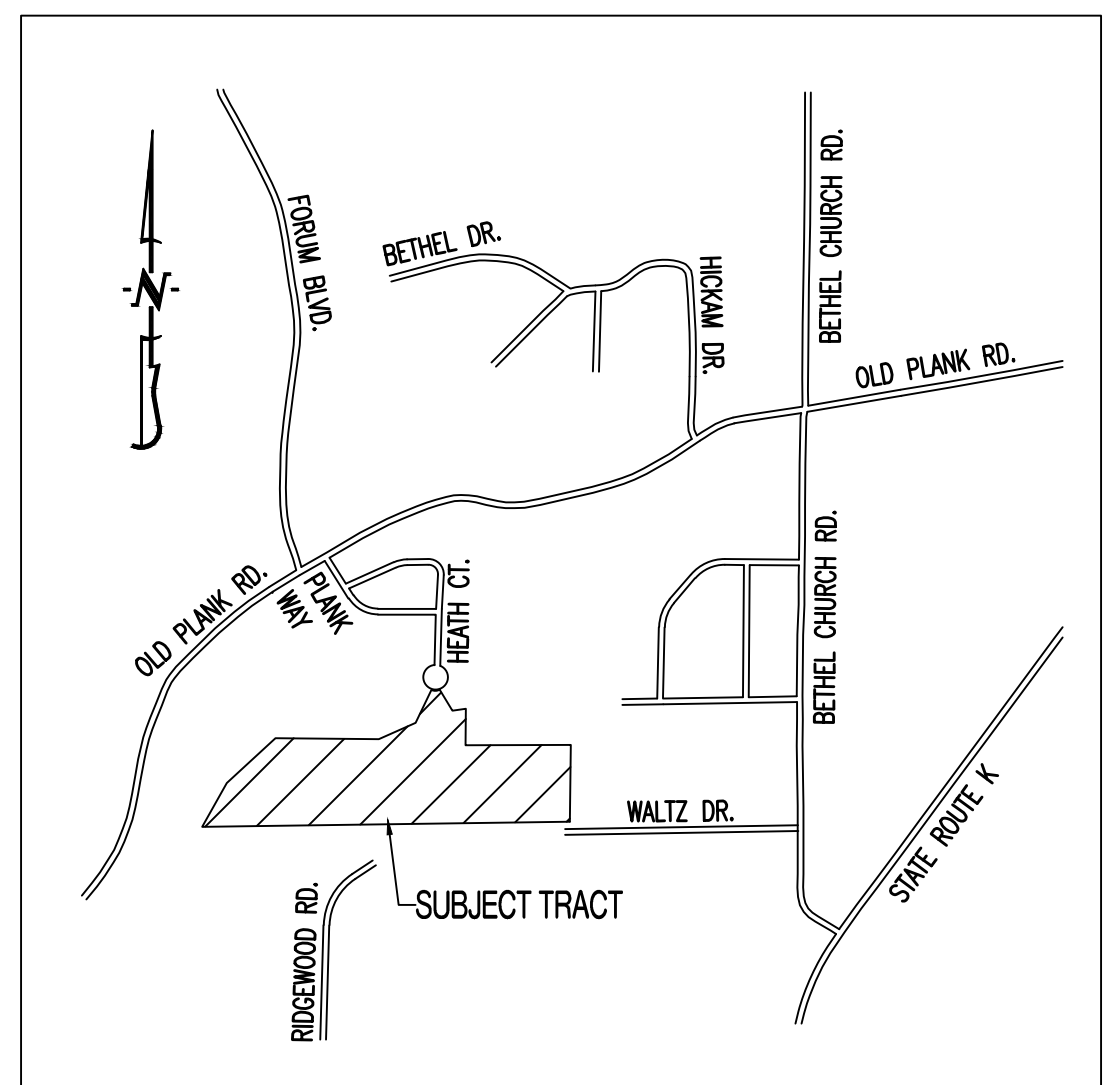 BETHEL CHURCH RD.
FORUM BLVD.
BETHEL DR.
HICKAM DR.
-N-
OLD PLANK RD.
BETHEL CHURCH RD.
OLD PLANK RD.
PLANK
WAY
HEATH CT.
WALTZ DR.
STATE ROUTE K
RIDGEWOOD RD.
SUBJECT TRACT